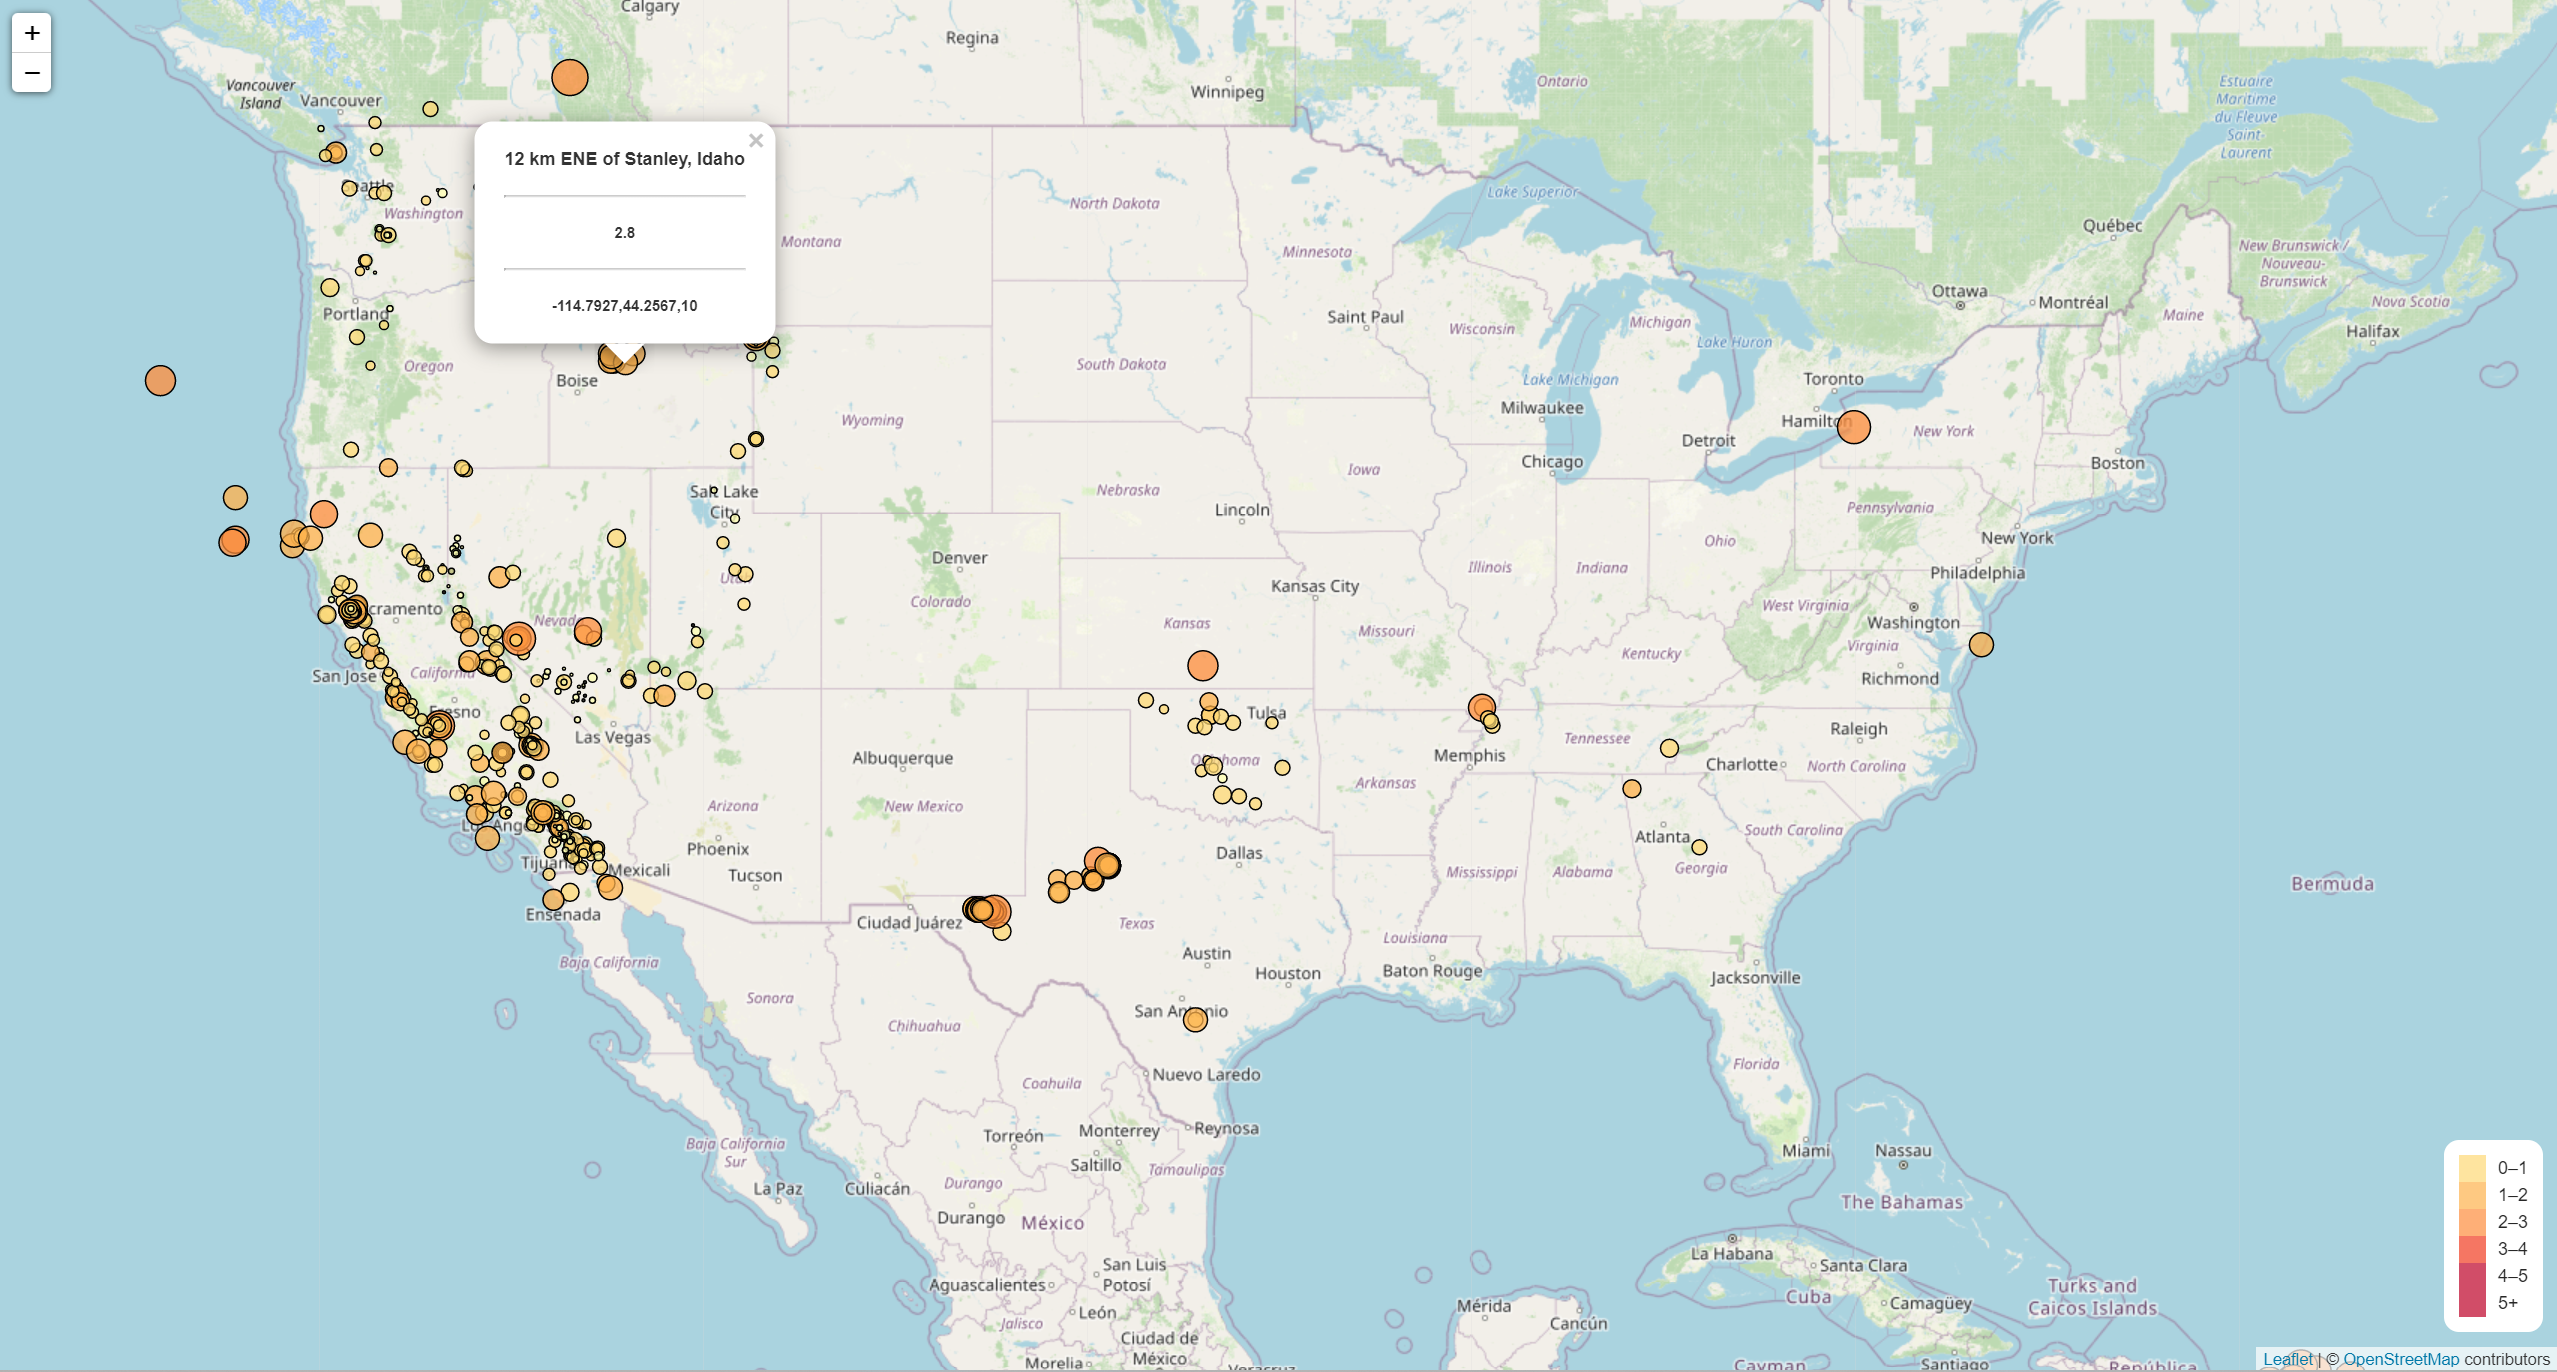 +
−
Calgary
Regina
Winnipeg
Ontario
Estuaire
Maritime
du Fleuve
Saint-
Laurent
Vancouver
Island
Vancouver
×
12 km ENE of Stanley, Idaho
2.8
-114.7927,44.2567,10
Seattle
Washington
Montana
North Dakota
Minnesota
Lake Superior
Québec
New Brunswick /
Nouveau-
Brunswick
Ottawa
Montréal
Nova Scotia
Maine
Halifax
Portland
Saint Paul
Wisconsin
Michigan
Lake Huron
Oregon
Boise
South Dakota
Lake Michigan
Toronto
Milwaukee
Hamilton
New York
Wyoming
Detroit
Chicago
Boston
Iowa
Salt Lake
City
Nebraska
Lincoln
Pennsylvania
New York
Ohio
Denver
Illinois
Indiana
Philadelphia
Kansas City
Utah
Colorado
Sacramento
West Virginia
Washington
Nevada
Kansas
Missouri
Virginia
Kentucky
San Jose
California
Richmond
Fresno
Tulsa
Las Vegas
Raleigh
Tennessee
Albuquerque
Oklahoma
Memphis
Charlotte
North Carolina
Arkansas
Arizona
New Mexico
Los Angeles
Atlanta
South Carolina
Phoenix
Dallas
Tijuana
Mexicali
Tucson
Mississippi
Alabama
Georgia
Bermuda
Ensenada
Ciudad Juárez
Texas
Louisiana
Austin
Baja California
Houston
Baton Rouge
Jacksonville
Sonora
San Antonio
Chihuahua
Florida
Coahuila
Nuevo Laredo
Torreón
Monterrey
Reynosa
Baja California
Sur
Saltillo
Tamaulipas
Miami
Nassau
La Paz
Culiacán
Durango
Durango
México
The Bahamas
La Habana
Santa Clara
San Luis
Potosí
Aguascalientes
Cuba
Camagüey
Turks and
Caicos Islands
León
Mérida
Cancún
Jalisco
Ciudad de
México
Morelia
Veracruz
Cayman
Santiago
República
0–1
1–2
2–3
3–4
4–5
5+
Leaflet | © OpenStreetMap contributors